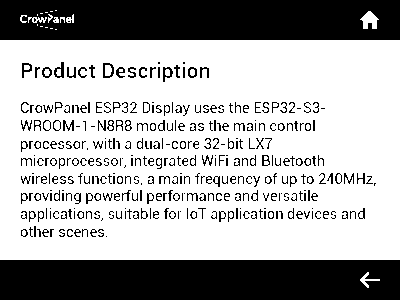 CrowPanel
Product Description
CrowPanel ESP32 Display uses the ESP32-S3-
WROOM-1-N8R8 module as the main control
processor, with a dual-core 32-bit LX7
microprocessor, integrated WiFi and Bluetooth
wireless functions, a main frequency of up to 240MHz,
providing powerful performance and versatile
applications, suitable for IoT application devices and
other scenes.